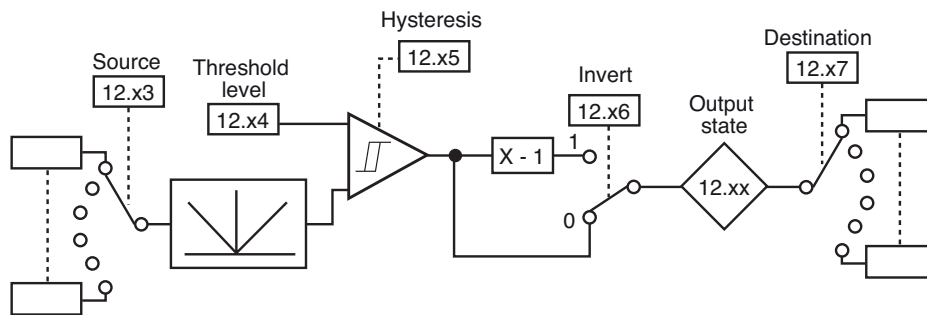 Hysteresis
12.x5
Source
12.x3
Threshold
level
12.x4
Invert
12.x6
Destination
12.x7
Output
state
12.xx
1
X - 1
0